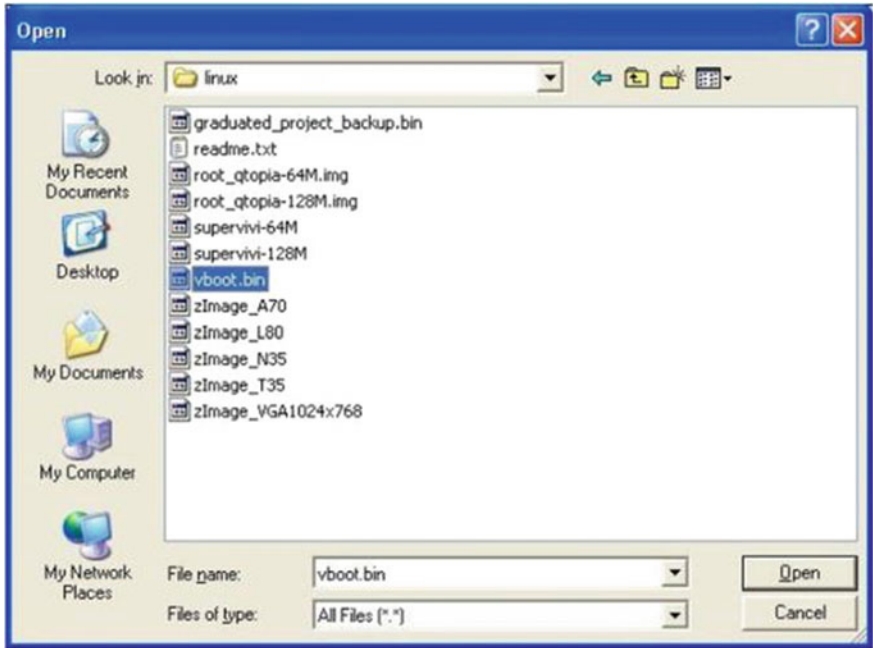 Open
Look in:
linux
My Recent
Documents
Desktop
My Documents
My Computer
My Network
Places
graduated_project_backup.bin
readme.txt
root_qtopia-64M.img
root_qtopia-128M.img
supervivi-64M
supervivi-128M
vboot.bin
zImage_A70
zImage_L80
zImage_N35
zImage_T35
zImage_VGA1024x768
File name:
vboot.bin
Open
Files of type:
All Files (*.*)
Cancel